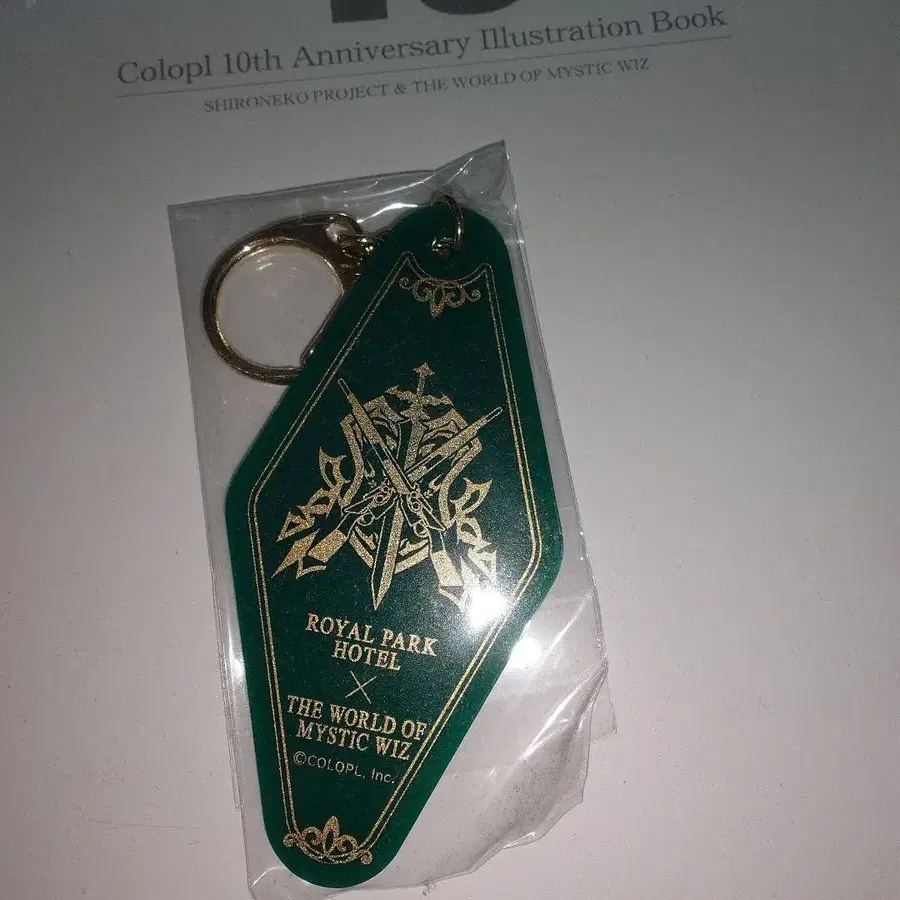 10
Colopl 10th Anniversary Illustration Book
SHIRONEKO PROJECT & THE WORLD OF MYSTIC WIZ
ROYAL PARK
HOTEL
×
THE WORLD OF
MYSTIC WIZ
©COLOPL, Inc.